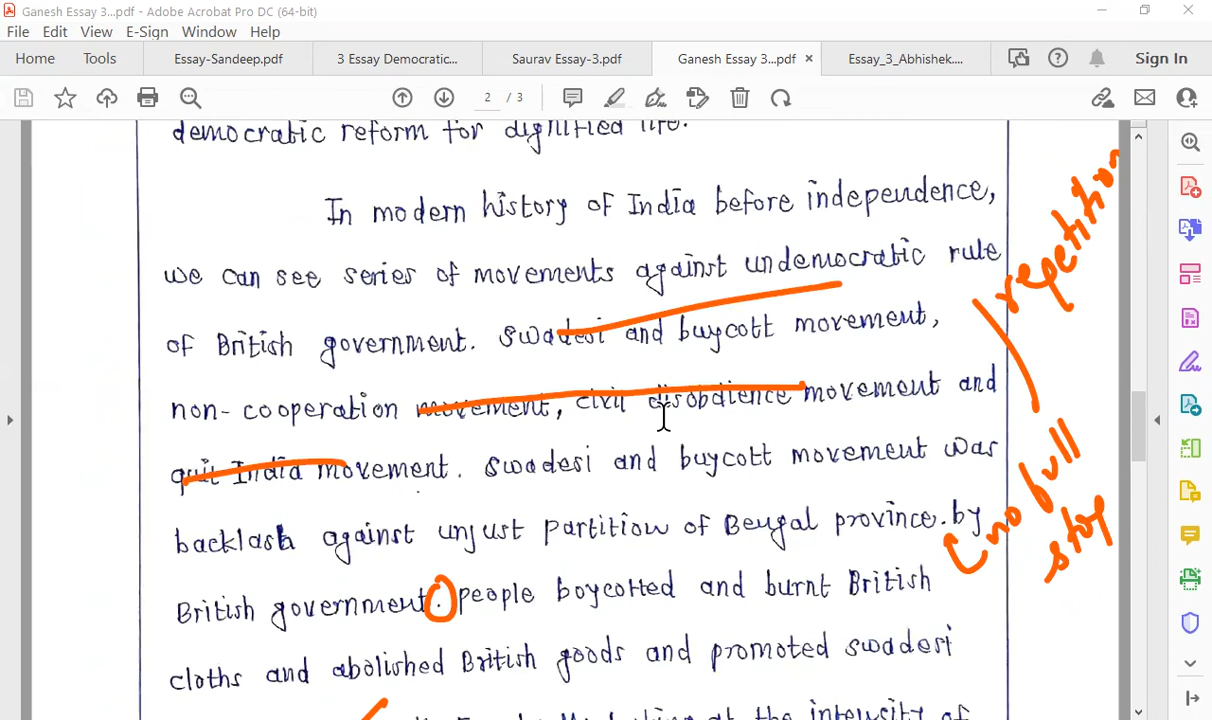 Ganesh Essay 3...pdf - Adobe Acrobat Pro DC (64-bit)
File Edit View E-Sign Window Help
Home Tools Essay-Sandeep.pdf 3 Essay Democratic... Saurav Essay-3.pdf Ganesh Essay 3...pdf × Essay_3_Abhishek.... Sign In
2 / 3
democratic reform for dignified life.
In modern history of India before independence,
we can see series of movements against undemocratic rule
of British government. Swadesi and buycott movement,
non-cooperation movement, civil disobdience movement and
quit India movement. Swadesi and buycott movement was
backlash against unjust partition of Bengal province. by
British government. People boycotted and burnt British
cloths and abolished British goods and promoted swadesi
at the intensity of
repetition
no full
stop